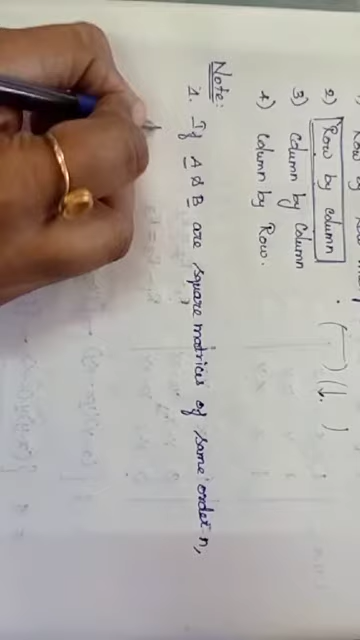 2) Row by column
3) column by column
4) column by Row.
Note:
1. If A & B are square matrices of same order n,